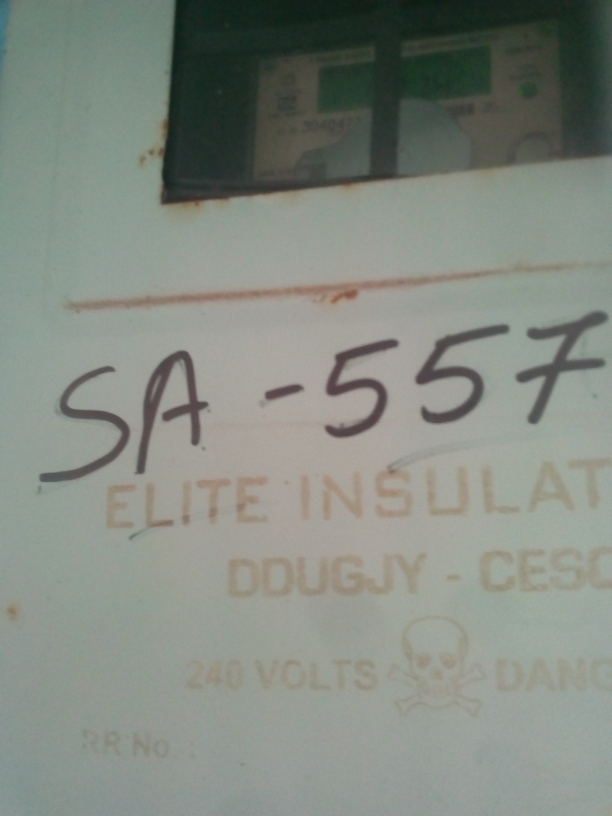 SA-557
ELITE INSULAT
DDUGJY - CESC
240 VOLTS DANG
RR No. :